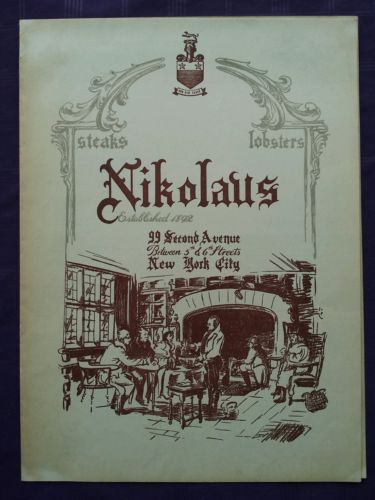 steaks
lobsters
Nikolaus
Established 1892
99 Second Avenue
Between 5th & 6th Streets
New York City